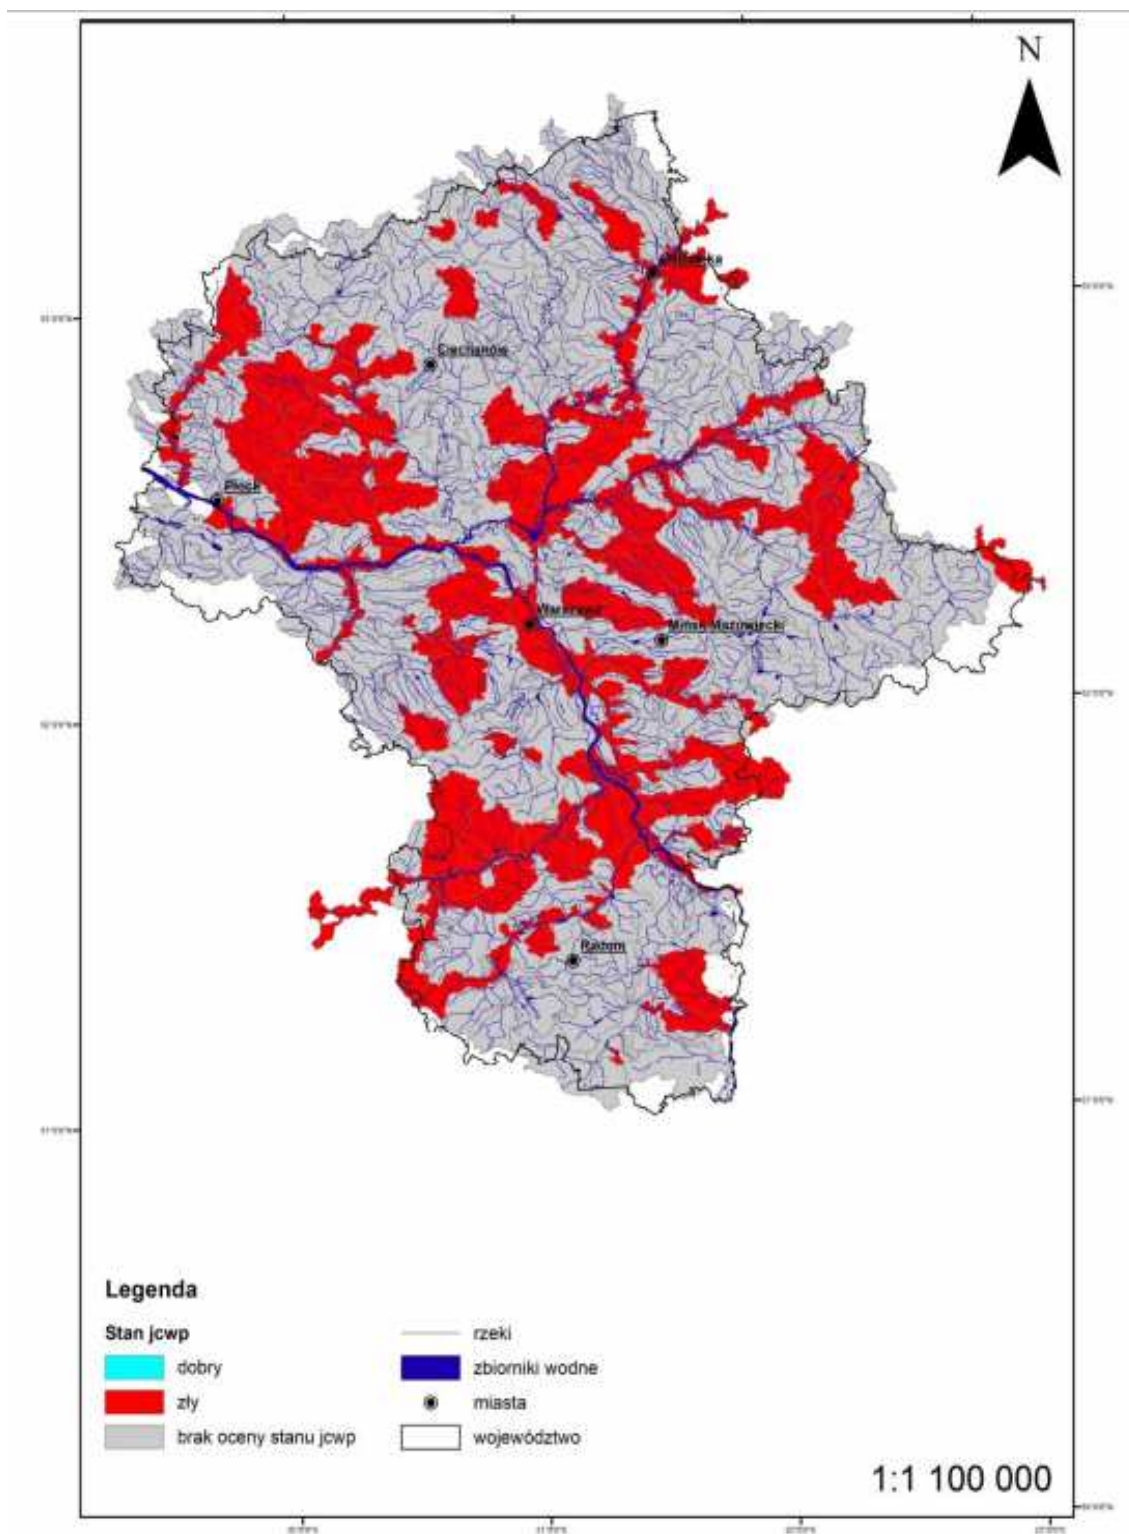 N
Ciechanów
Płock
Warszawa
Mińsk Mazowiecki
Radom
Legenda
Stan jcwp
dobry
zły
brak oceny stanu jcwp
rzeki
zbiorniki wodne
miasta
województwo
1:1 100 000